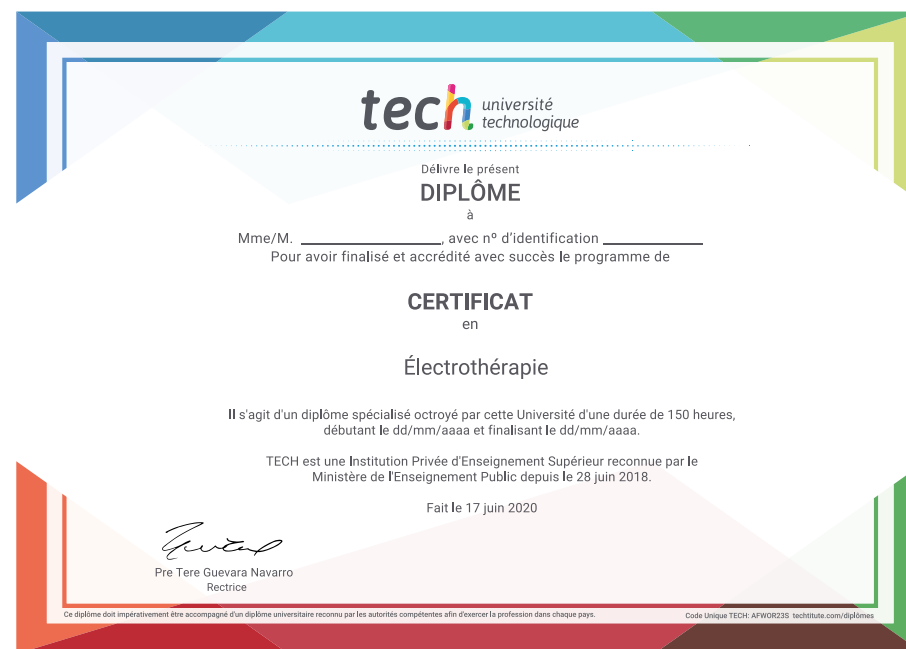 tech université
technologique
Délivre le présent
DIPLÔME
à
Mme/M. ____________________, avec nº d'identification ______________
Pour avoir finalisé et accrédité avec succès le programme de
CERTIFICAT
en
Électrothérapie
Il s'agit d'un diplôme spécialisé octroyé par cette Université d'une durée de 150 heures,
débutant le dd/mm/aaaa et finalisant le dd/mm/aaaa.
TECH est une Institution Privée d'Enseignement Supérieur reconnue par le
Ministère de l'Enseignement Public depuis le 28 juin 2018.
Fait le 17 juin 2020
Pre Tere Guevara Navarro
Rectrice
Ce diplôme doit impérativement être accompagné d'un diplôme universitaire reconnu par les autorités compétentes afin d'exercer la profession dans chaque pays.
Code Unique TECH: AFWOR23S techtitute.com/diplômes